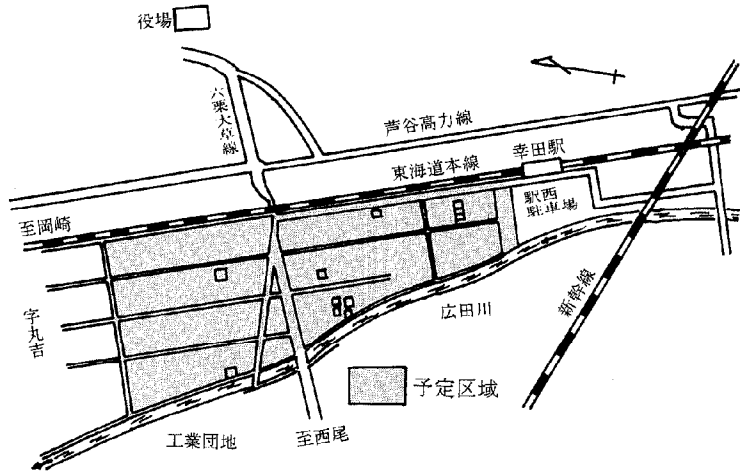 役場
六栗大草線
芦谷高力線
幸田駅
東海道本線
至岡崎
駅西
駐車場
新幹線
字丸吉
広田川
予定区域
工業団地
至西尾